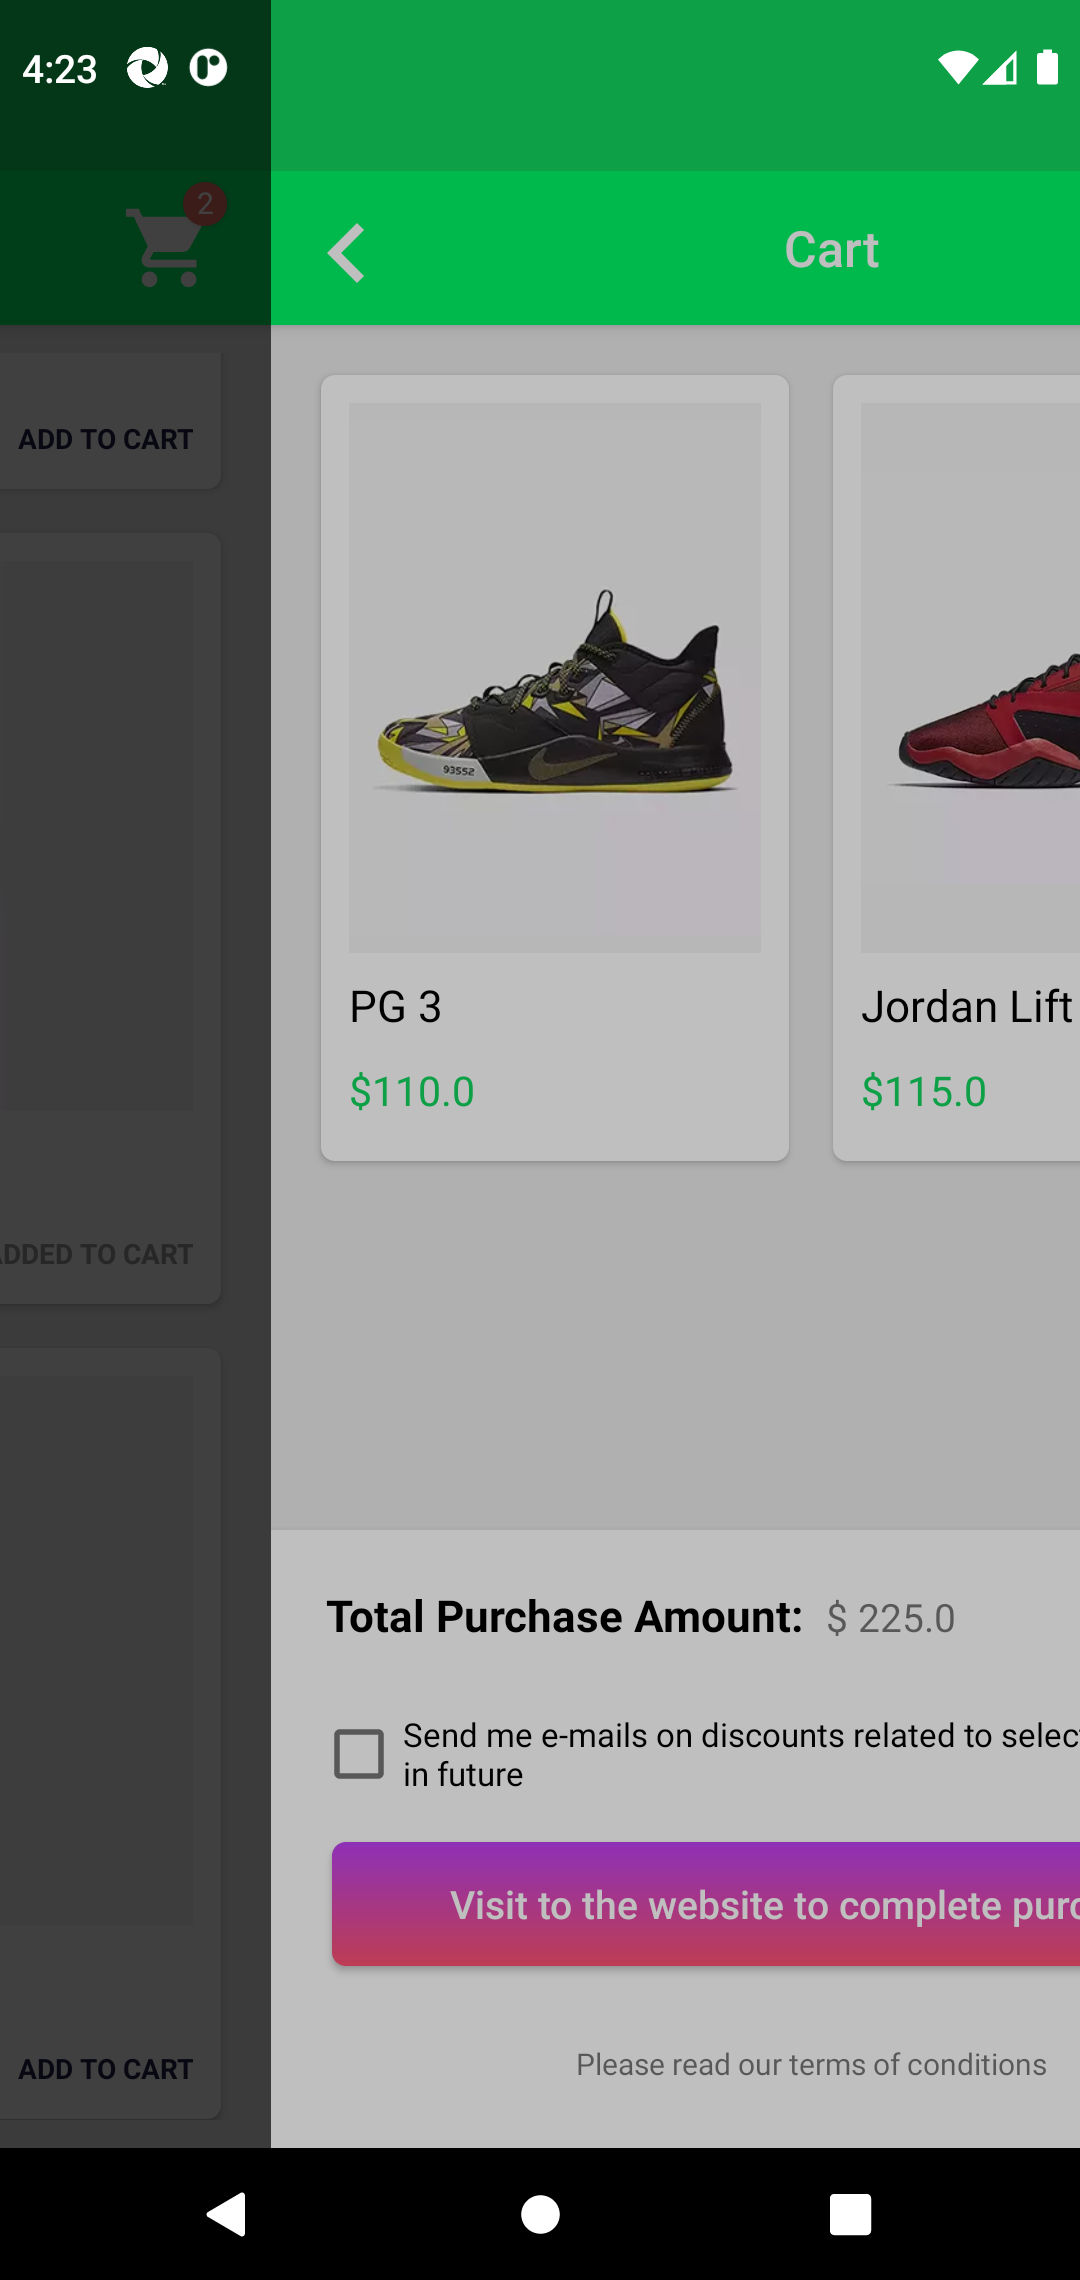 4:23
2
Cart
ADD TO CART
93552
PG 3
Jordan Lift
$110.0
$115.0
ADDED TO CART
Total Purchase Amount: $ 225.0
Send me e-mails on discounts related to selec
in future
Visit to the website to complete purc
ADD TO CART
Please read our terms of conditions